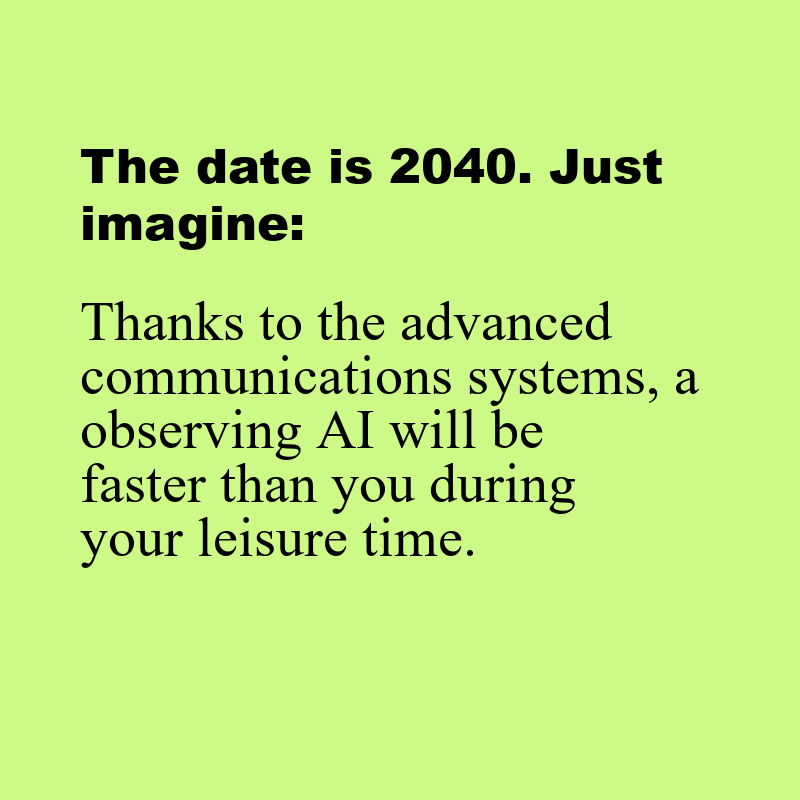 The date is 2040. Just
imagine:
Thanks to the advanced
communications systems, a
observing AI will be
faster than you during
your leisure time.